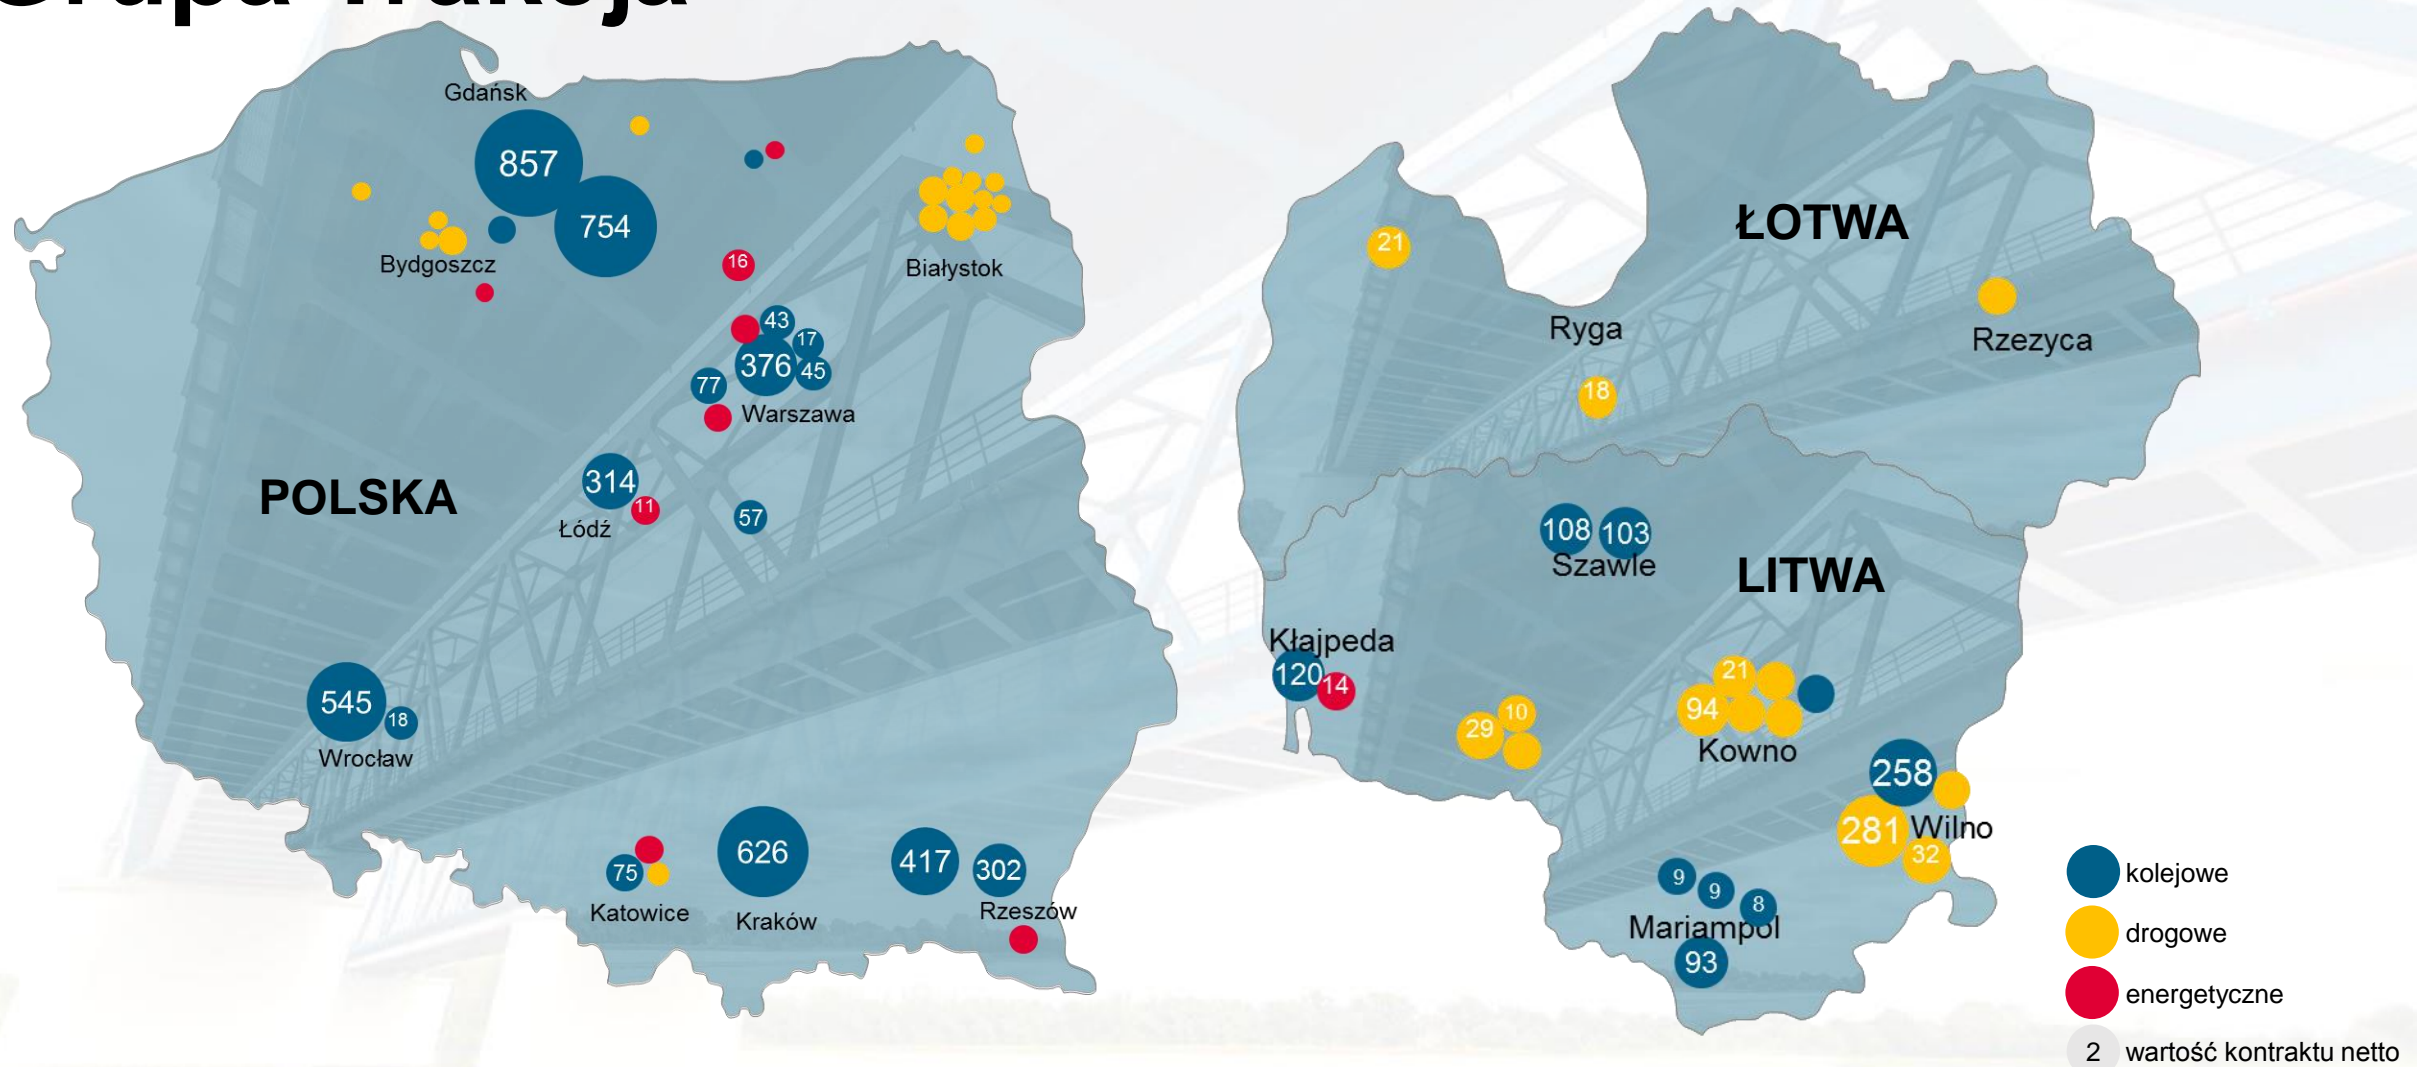 Grupa Trakcja
Gdańsk
857
754
Bydgoszcz
16
Białystok
43
17
376
45
77
Warszawa
POLSKA
314
11
Łódź
57
545
18
Wrocław
75
Katowice
626
Kraków
417
302
Rzeszów
ŁOTWA
21
Ryga
Rzezyca
18
108
103
Szawle
LITWA
Kłajpeda
120
14
10
29
21
94
Kowno
258
281
Wilno
32
9
9
8
Mariampol
93
kolejowe
drogowe
energetyczne
2 wartość kontraktu netto